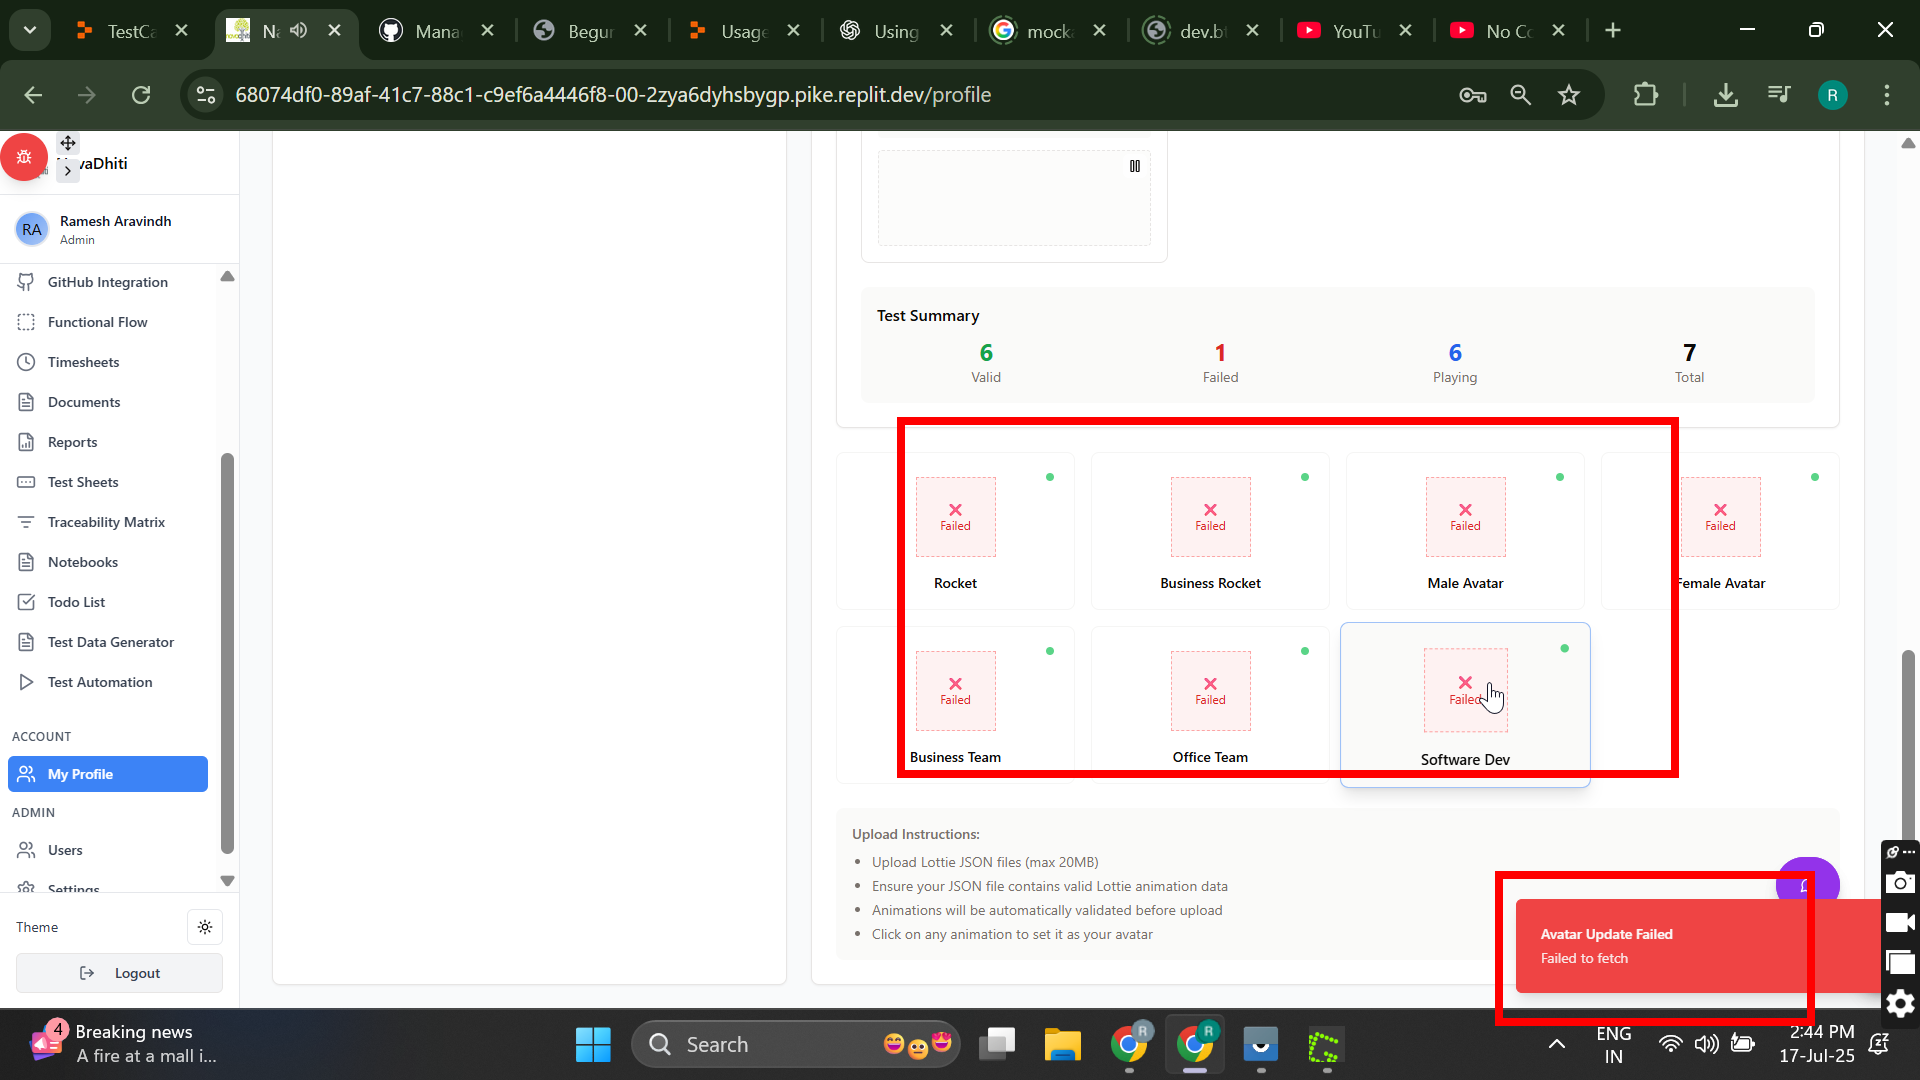 TestCa
Na
Mana
Begun
Usage
Using
mocka
dev.bf
YouTu
No Co
68074df0-89af-41c7-88c1-c9ef6a4446f8-00-2zya6dyhsbygp.pike.replit.dev/profile
R
vaDhiti
RA
Ramesh Aravindh
Admin
GitHub Integration
Functional Flow
Timesheets
Documents
Reports
Test Sheets
Traceability Matrix
Notebooks
Todo List
Test Data Generator
Test Automation
ACCOUNT
My Profile
ADMIN
Users
Settings
Theme
Logout
Test Summary
6 1 6 7
Valid Failed Playing Total
Failed Failed Failed Failed
Rocket Business Rocket Male Avatar Female Avatar
Failed Failed Failed
Business Team Office Team Software Dev
Upload Instructions:
• Upload Lottie JSON files (max 20MB)
• Ensure your JSON file contains valid Lottie animation data
• Animations will be automatically validated before upload
• Click on any animation to set it as your avatar
Avatar Update Failed
Failed to fetch
4
Breaking news
A fire at a mall i...
Search
R
R
ENG
IN
2:44 PM
17-Jul-25